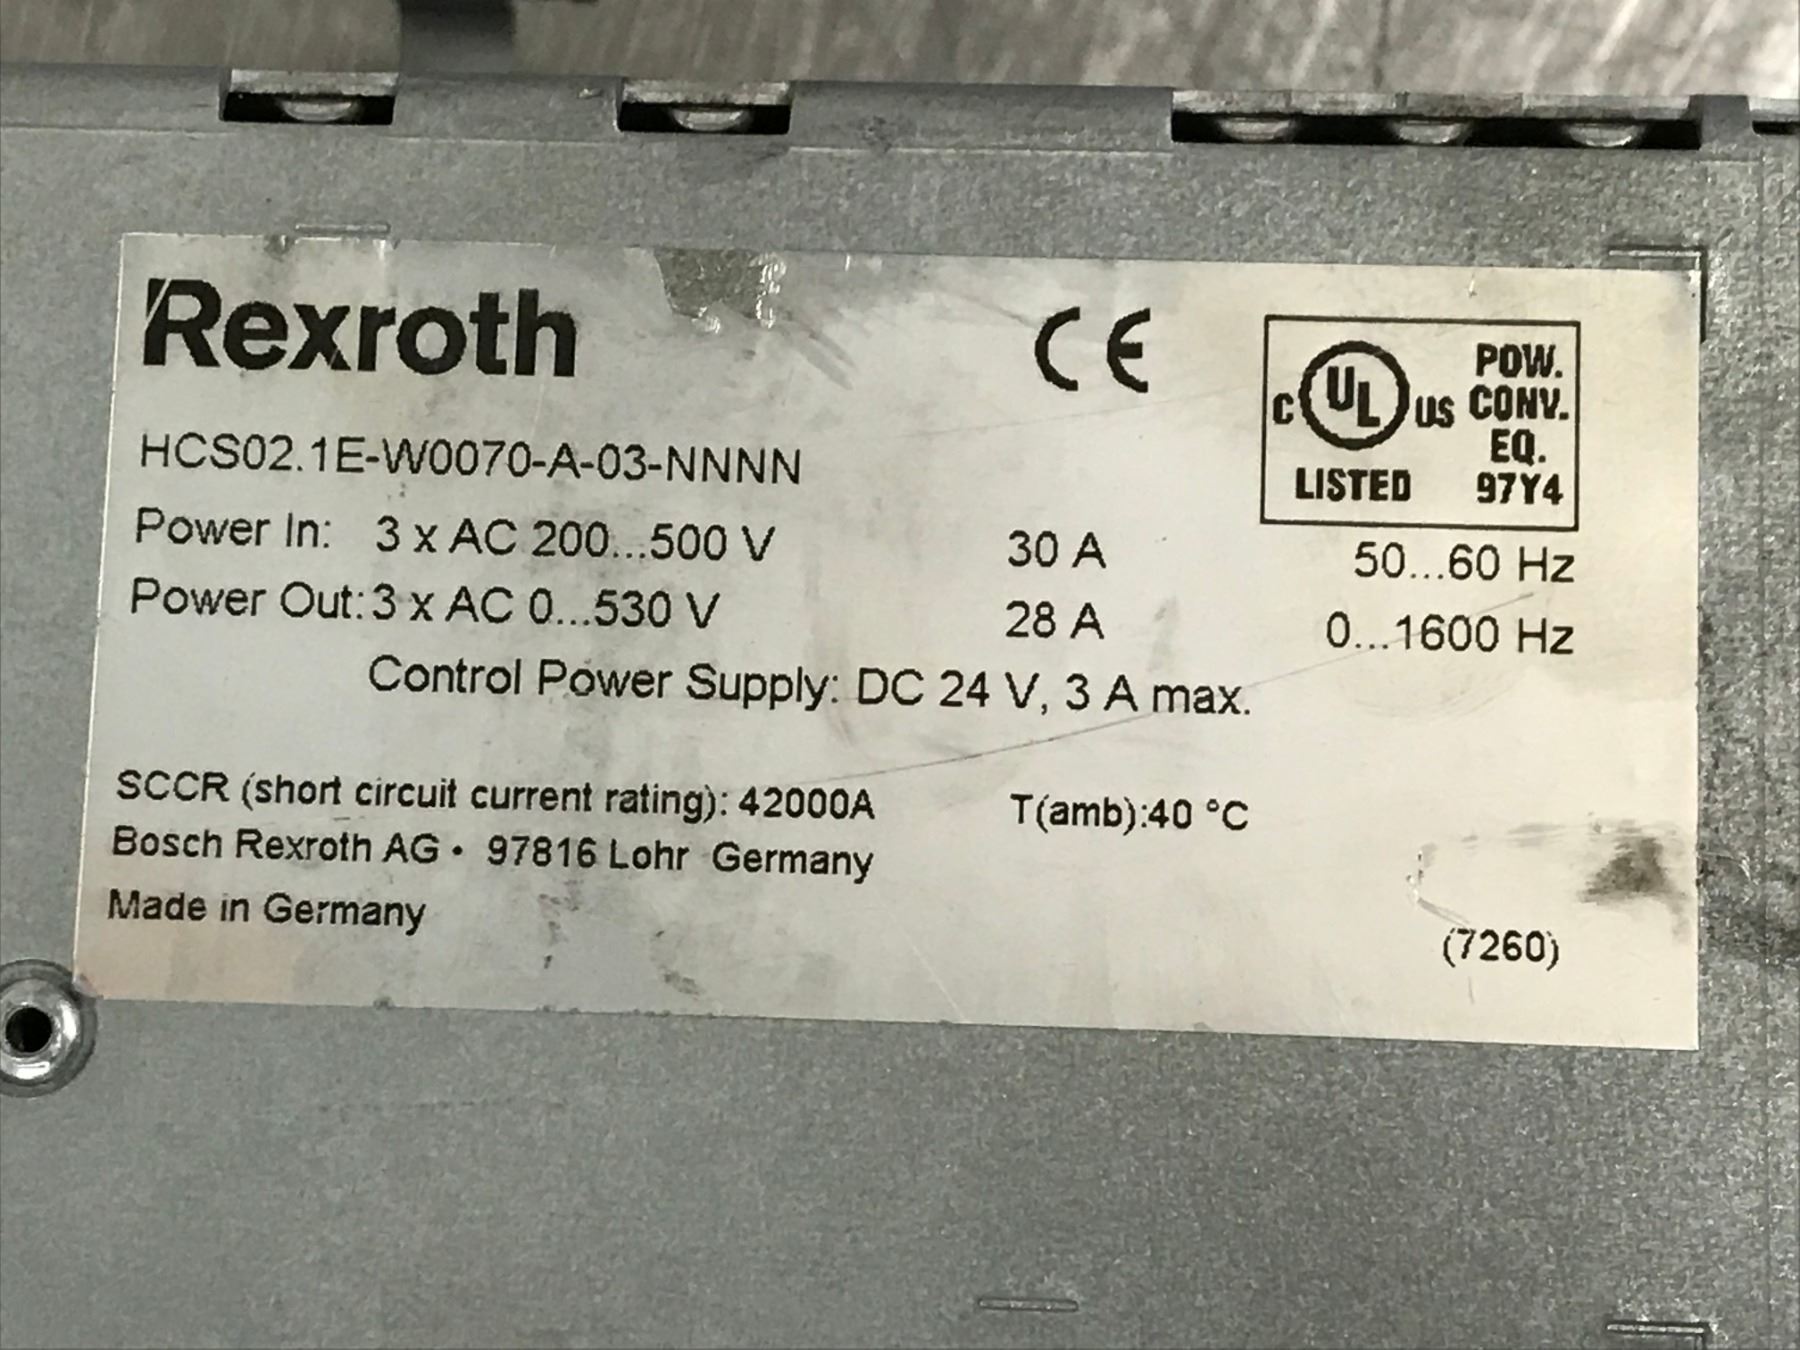 Rexroth
CE
C UL US
LISTED
POW.
CONV.
EQ.
97Y4
HCS02.1E-W0070-A-03-NNNN
Power In: 3 x AC 200...500 V 30 A 50...60 Hz
Power Out: 3 x AC 0...530 V 28 A 0...1600 Hz
Control Power Supply: DC 24 V, 3 A max.
SCCR (short circuit current rating): 42000A T(amb):40 °C
Bosch Rexroth AG • 97816 Lohr Germany
Made in Germany
(7260)